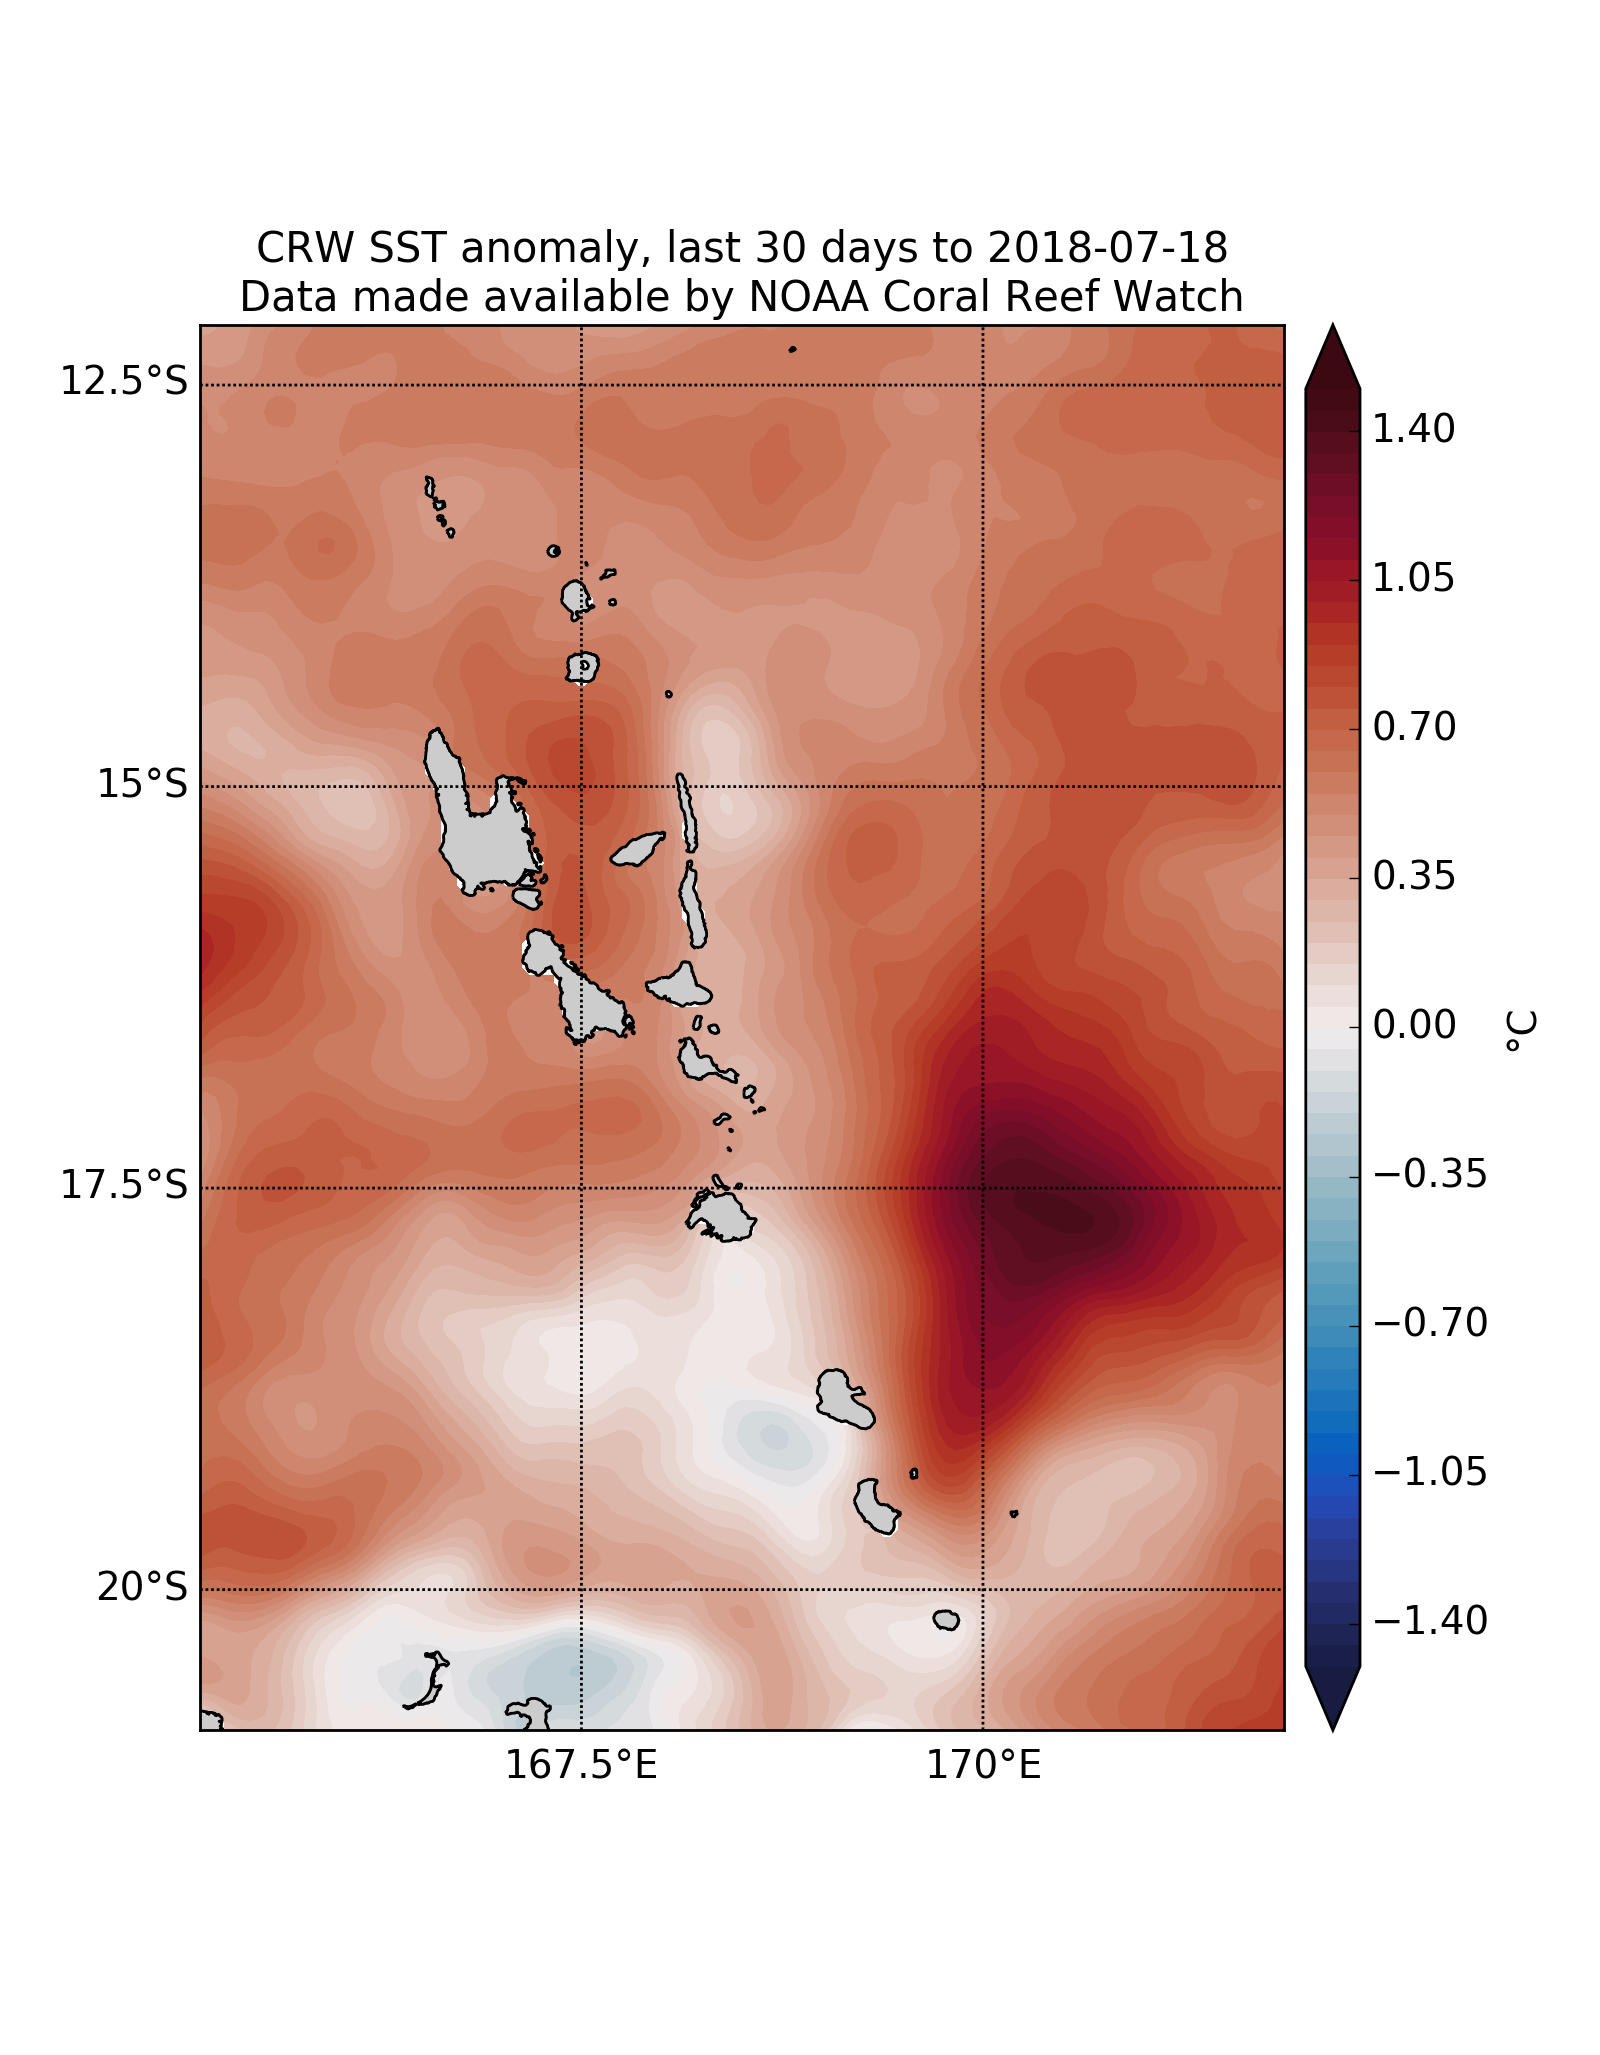 CRW SST anomaly, last 30 days to 2018-07-18
Data made available by NOAA Coral Reef Watch
12.5°S
15°S
17.5°S
20°S
167.5°E
170°E
1.40
1.05
0.70
0.35
0.00
−0.35
−0.70
−1.05
−1.40
°C